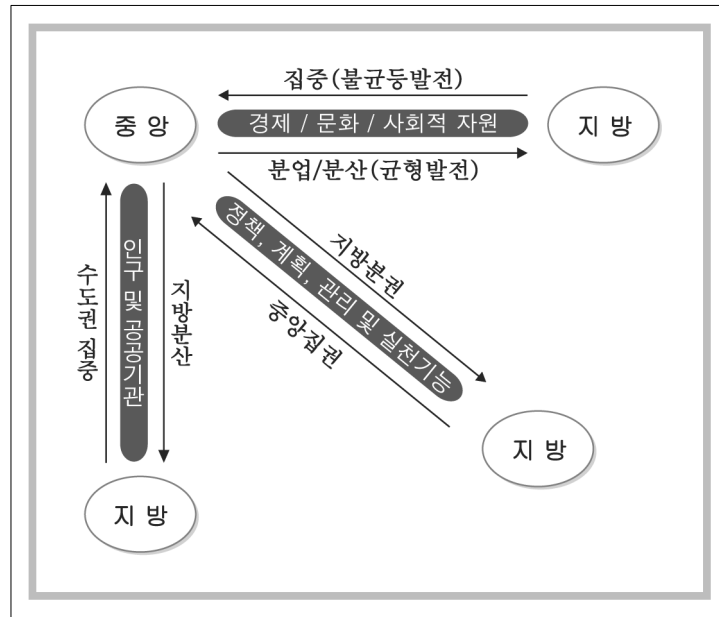 집중(불균등발전)
중 앙
경제 / 문화 / 사회적 자원
지 방
분업/분산(균형발전)
정책, 계획, 관리 및 실천기능
지방분권
중앙집권
수도권 집중
인구 및 공공기관
지방분산
지 방
지 방